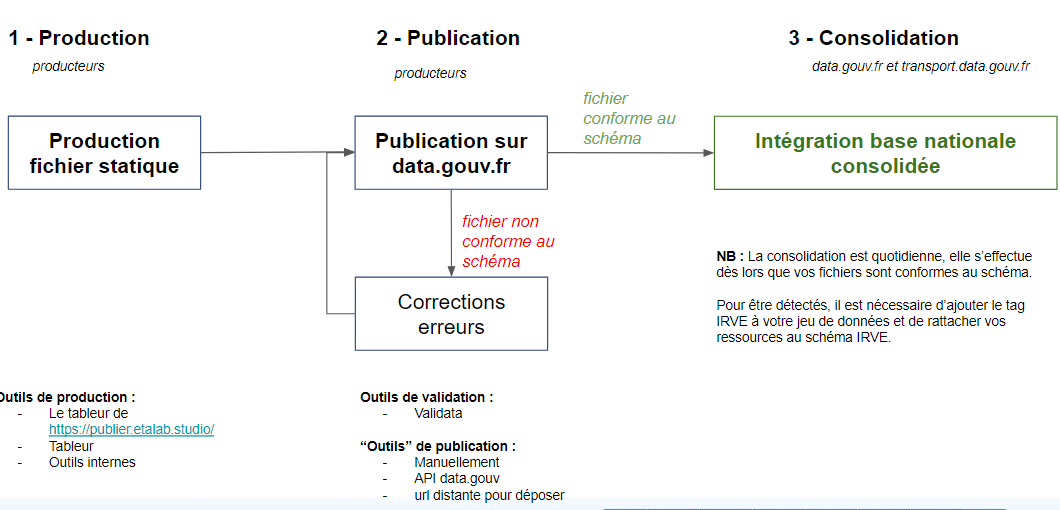 1 - Production
producteurs
Production
fichier statique
Outils de production :
- Le tableur de
https://publier.etalab.studio/
- Tableur
- Outils internes
2 - Publication
producteurs
Publication sur
data.gouv.fr
fichier
conforme au
schéma
fichier non
conforme au
schéma
Corrections
erreurs
Outils de validation :
- Validata
“Outils” de publication :
- Manuellement
- API data.gouv
- url distante pour déposer
3 - Consolidation
data.gouv.fr et transport.data.gouv.fr
Intégration base nationale
consolidée
NB : La consolidation est quotidienne, elle s’effectue
dès lors que vos fichiers sont conformes au schéma.
Pour être détectés, il est nécessaire d’ajouter le tag
IRVE à votre jeu de données et de rattacher vos
ressources au schéma IRVE.